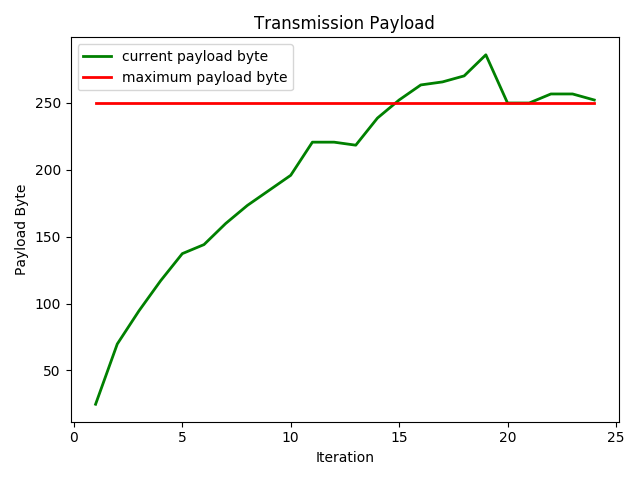 Transmission Payload
current payload byte
maximum payload byte
250
200
150
100
50
Payload Byte
0 5 10 15 20 25
Iteration